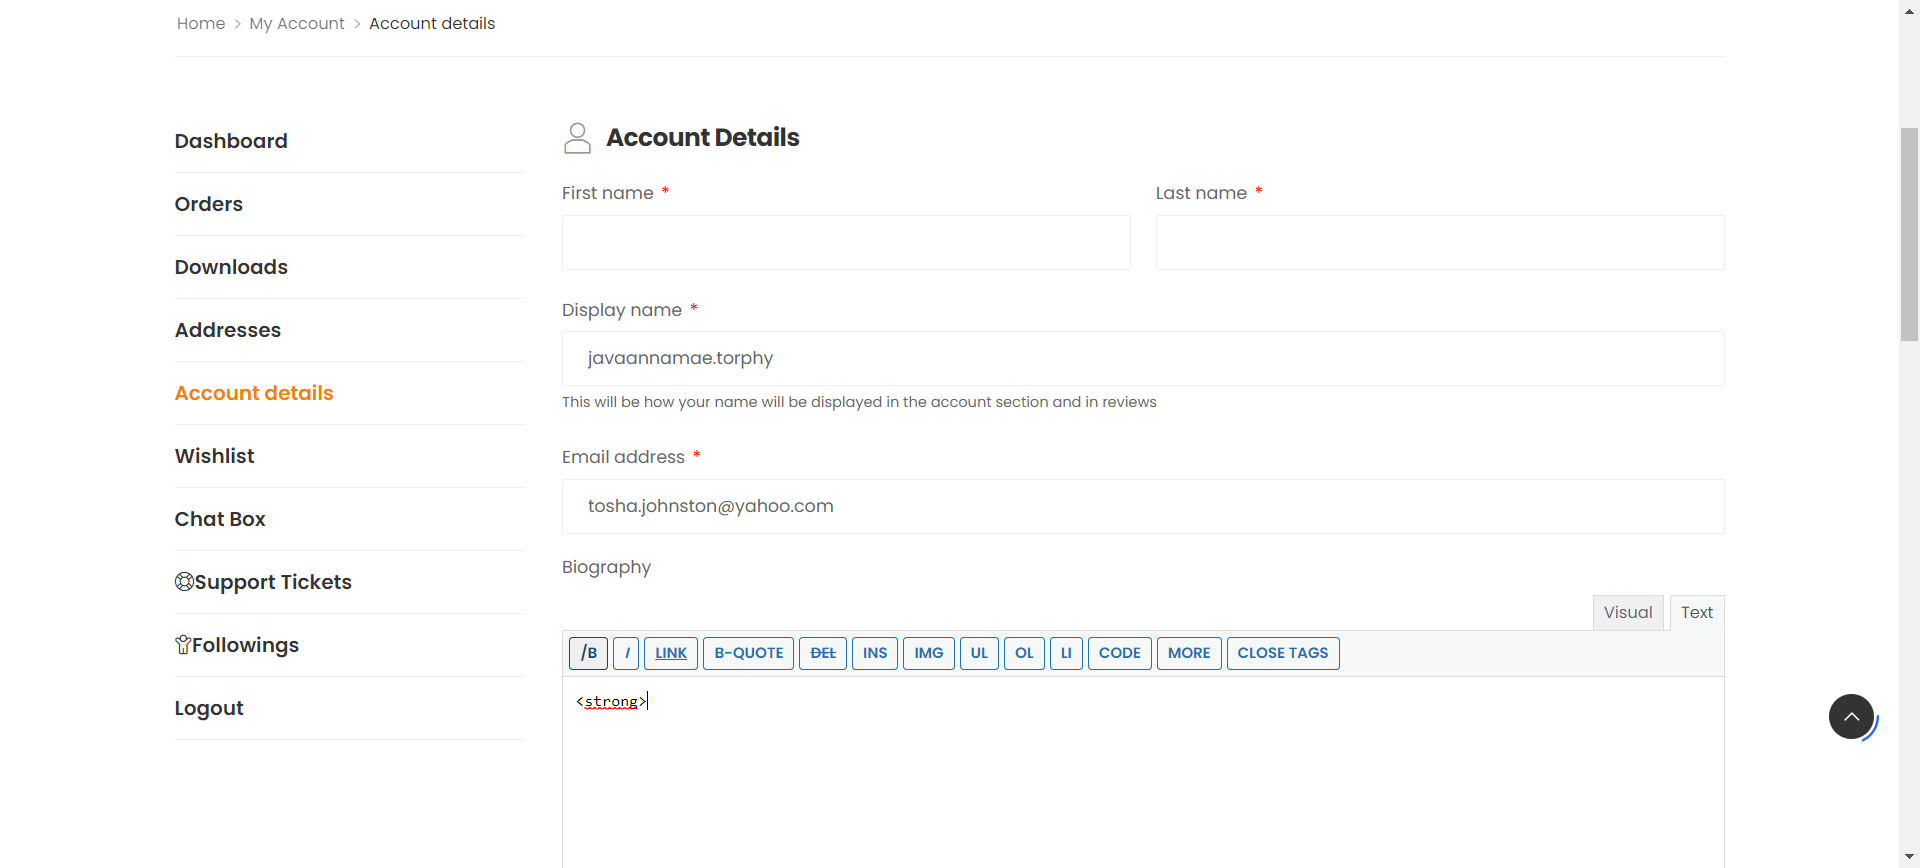 Home > My Account > Account details
Dashboard
Orders
Downloads
Addresses
Account details
Wishlist
Chat Box
Support Tickets
Followings
Logout
Account Details
First name * Last name *
Display name *
javaannamae.torphy
This will be how your name will be displayed in the account section and in reviews
Email address *
tosha.johnston@yahoo.com
Biography
Visual Text
/B I LINK B-QUOTE DEL INS IMG UL OL LI CODE MORE CLOSE TAGS
<strong>